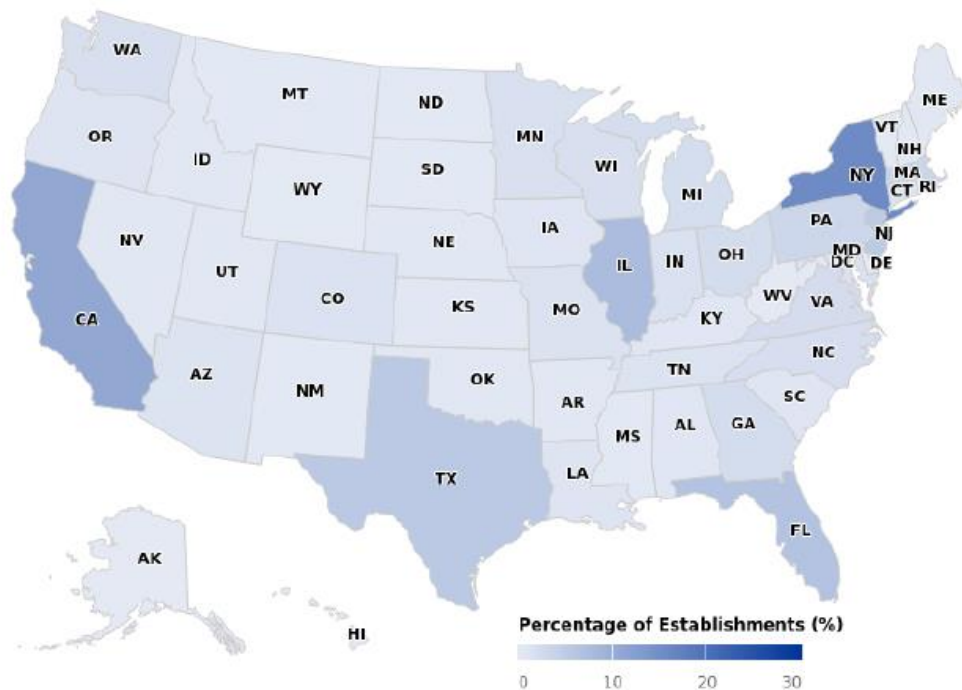 WA
MT
ND
MN
ME
VT
NH
OR
ID
SD
WI
MI
NY
MA
CT
RI
WY
IA
PA
NJ
NV
NE
IL
IN
OH
MD
DC
DE
UT
CO
KS
MO
WV
VA
KY
CA
AZ
NM
OK
TN
NC
AR
SC
MS
AL
GA
TX
LA
FL
AK
HI
Percentage of Establishments (%)
0 10 20 30